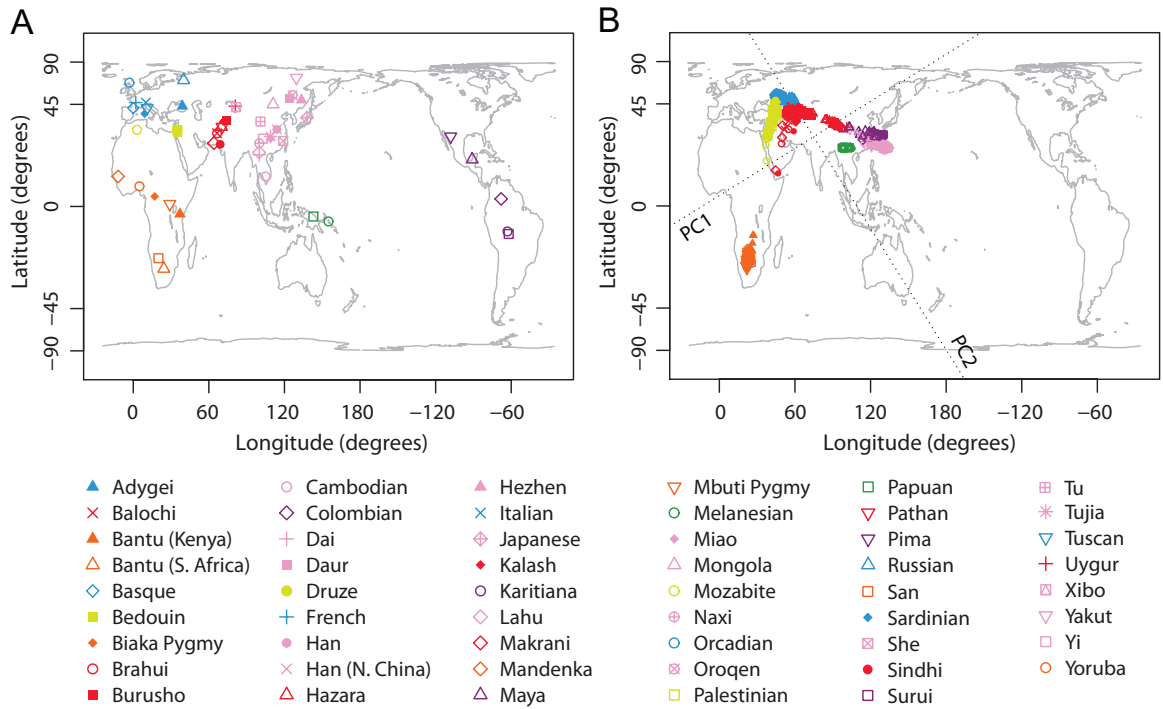 A
B
90
45
0
−45
−90
Latitude (degrees)
0
60
120
180
−120
−60
Longitude (degrees)
90
45
0
−45
−90
Latitude (degrees)
PC1
PC2
0
60
120
180
−120
−60
Longitude (degrees)
Adygei
Balochi
Bantu (Kenya)
Bantu (S. Africa)
Basque
Bedouin
Biaka Pygmy
Brahui
Burusho
Cambodian
Colombian
Dai
Daur
Druze
French
Han
Han (N. China)
Hazara
Hezhen
Italian
Japanese
Kalash
Karitiana
Lahu
Makrani
Mandenka
Maya
Mbuti Pygmy
Melanesian
Miao
Mongola
Mozabite
Naxi
Orcadian
Oroqen
Palestinian
Papuan
Pathan
Pima
Russian
San
Sardinian
She
Sindhi
Surui
Tu
Tujia
Tuscan
Uygur
Xibo
Yakut
Yi
Yoruba